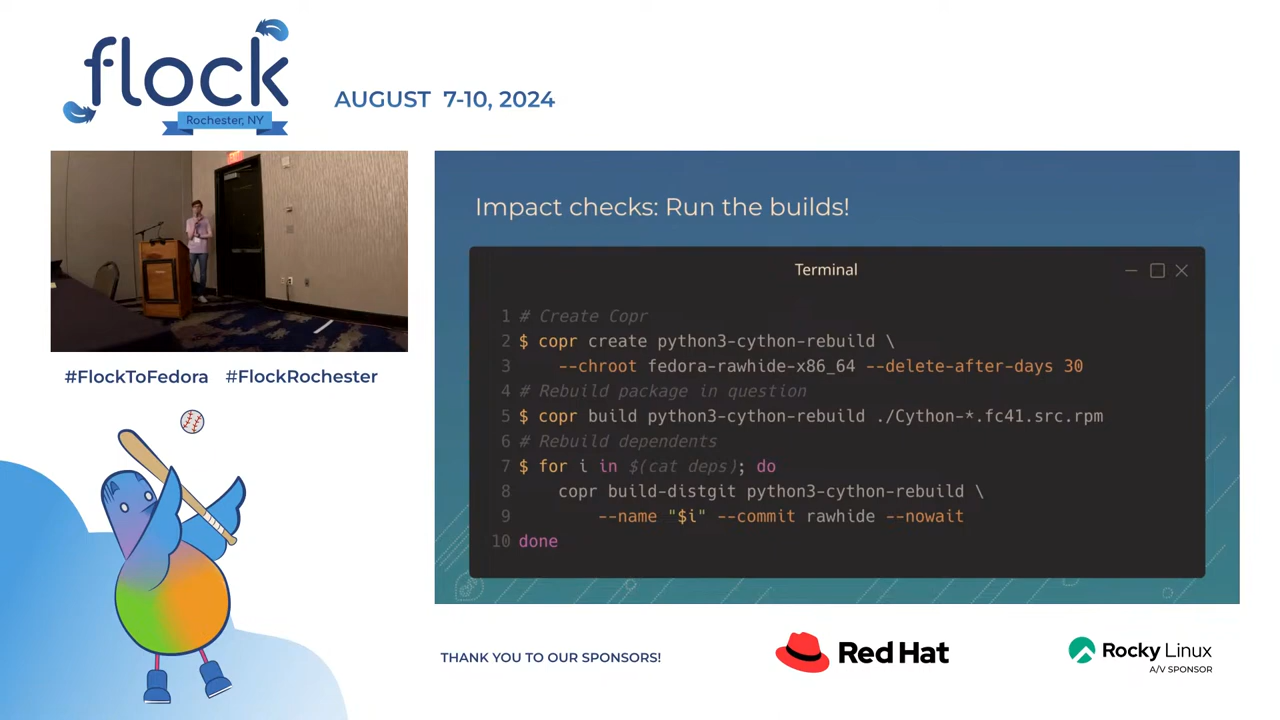 flock
Rochester, NY
AUGUST 7-10, 2024
#FlockToFedora #FlockRochester
Impact checks: Run the builds!
Terminal
1 # Create Copr
2 $ copr create python3-cython-rebuild \
3 --chroot fedora-rawhide-x86_64 --delete-after-days 30
4 # Rebuild package in question
5 $ copr build python3-cython-rebuild ./Cython-*.fc41.src.rpm
6 # Rebuild dependents
7 $ for i in $(cat deps); do
8 copr build-distgit python3-cython-rebuild \
9 --name "$i" --commit rawhide --nowait
10 done
THANK YOU TO OUR SPONSORS!
Red Hat
Rocky Linux
A/V SPONSOR